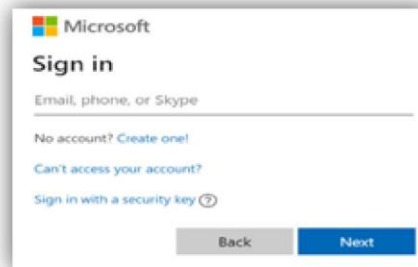 Microsoft
Sign in
Email, phone, or Skype
No account? Create one!
Can't access your account?
Sign in with a security key ?
Back Next